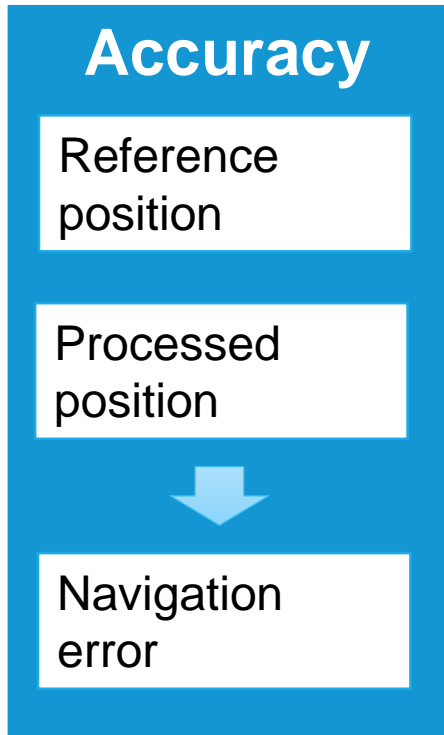 Accuracy
Reference
position
Processed
position
Navigation
error